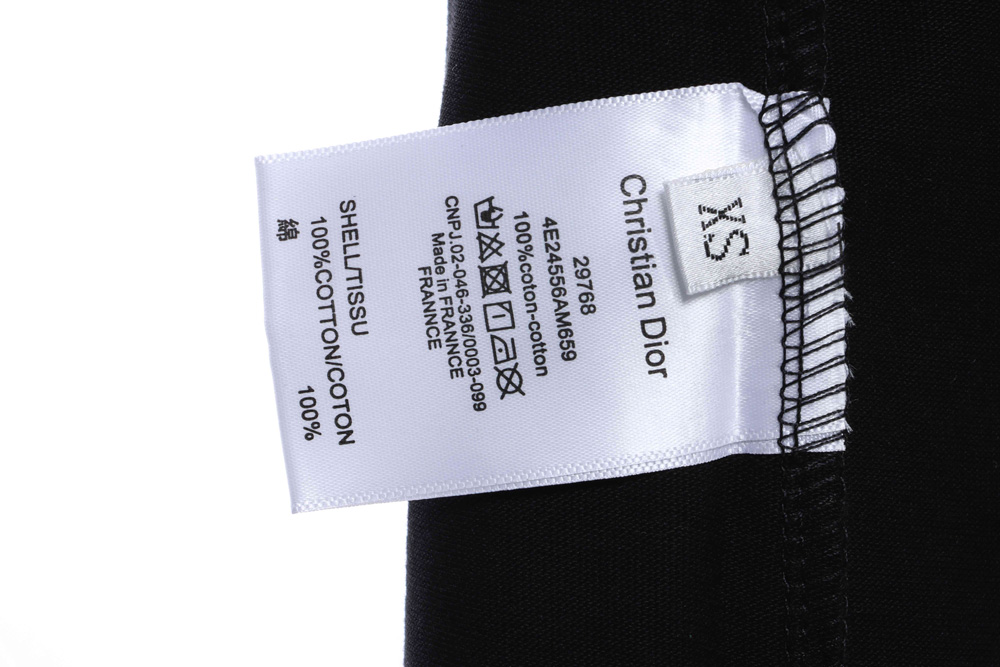 XS
Christian Dior
29768
4E24556AM659
100%coton-cotton
CNPJ.02-046-336/0003-099
Made in FRANNCE
FRANNCE
SHELL/TISSU
100%COTTON/COTON
綿 100%